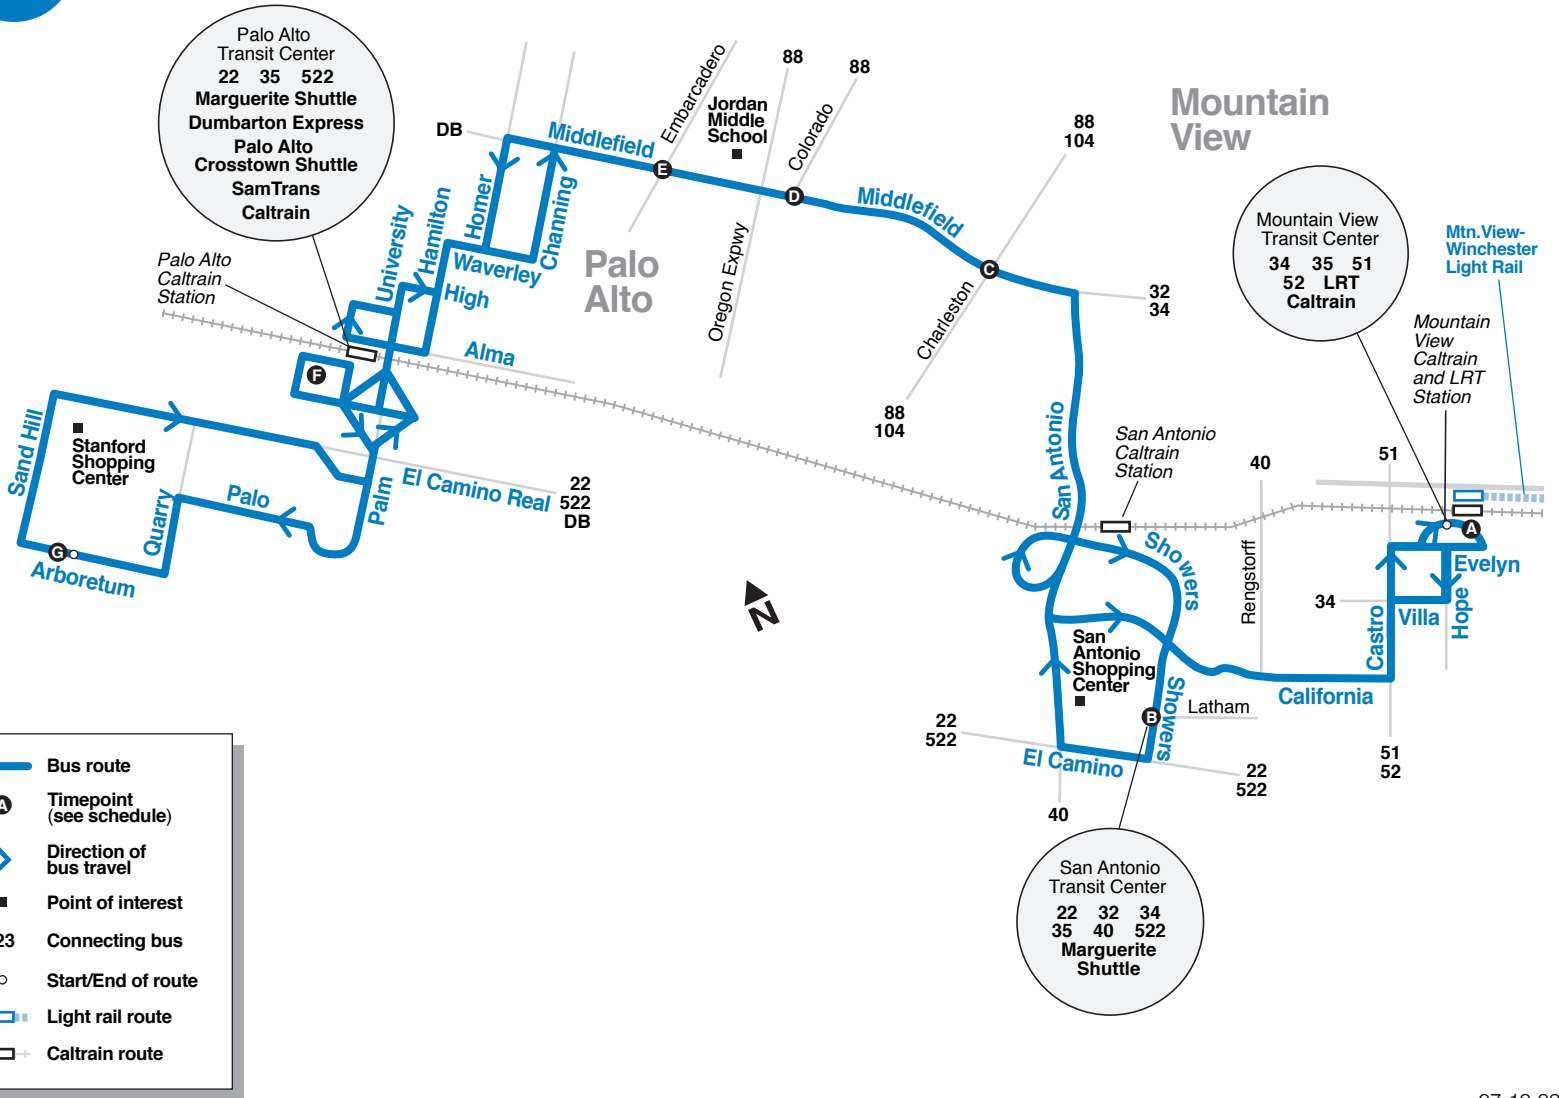 Palo Alto
Transit Center
22 35 522
Marguerite Shuttle
Dumbarton Express
Palo Alto
Crosstown Shuttle
SamTrans
Caltrain
Palo Alto
Caltrain
Station
DB
Middlefield
Embarcadero
Jordan
Middle
School
88
88
Colorado
Homer
Channing
Hamilton
University
Waverley
High
Alma
Palo
Alto
Oregon Expwy
Middlefield
Charleston
88
104
88
104
32
34
Mountain
View
Mountain View
Transit Center
34 35 51
52 LRT
Caltrain
Mtn.View-
Winchester
Light Rail
Mountain
View
Caltrain
and LRT
Station
E
D
C
F
G
A
B
Sand Hill
Stanford
Shopping
Center
Palo
Quarry
Arboretum
Palm
El Camino Real
22
522
DB
San Antonio
San Antonio
Caltrain
Station
Showers
40
51
Rengstorff
34
Castro
Villa
Hope
Evelyn
San
Antonio
Shopping
Center
Showers
Latham
California
22
522
El Camino
22
522
40
51
52
San Antonio
Transit Center
22 32 34
35 40 522
Marguerite
Shuttle
N
Bus route
A
Timepoint
(see schedule)
Direction of
bus travel
Point of interest
23
Connecting bus
Start/End of route
Light rail route
Caltrain route